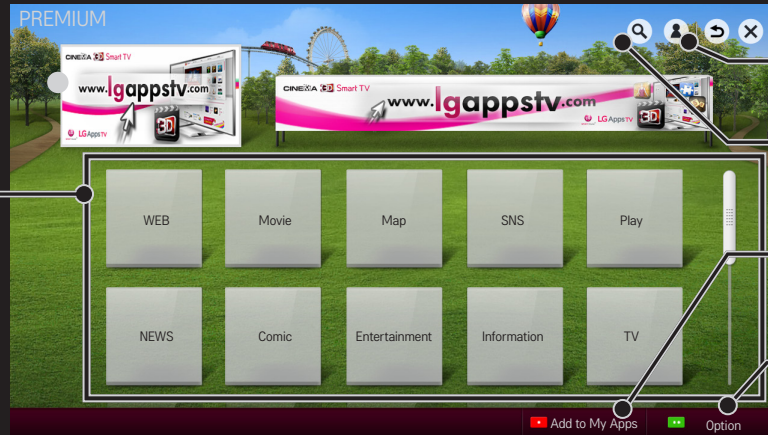 PREMIUM
CINEMA 3D Smart TV
www.lgappstv.com
3D
LG Apps TV
CINEMA 3D Smart TV
www.lgappstv.com
3D
LG Apps TV
WEB
Movie
Map
SNS
Play
NEWS
Comic
Entertainment
Information
TV
Add to My Apps
Option